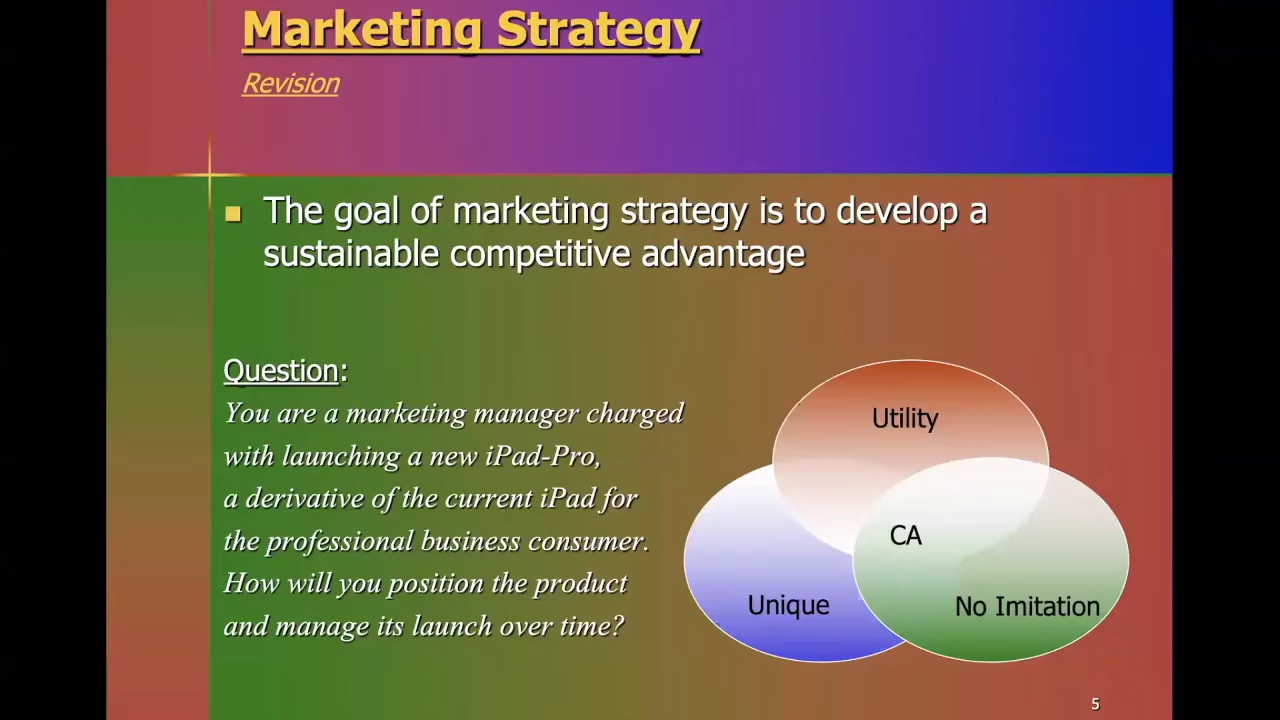 Marketing Strategy
Revision
The goal of marketing strategy is to develop a
sustainable competitive advantage
Question:
You are a marketing manager charged
with launching a new iPad-Pro,
a derivative of the current iPad for
the professional business consumer.
How will you position the product
and manage its launch over time?
Utility
CA
Unique
No Imitation
5